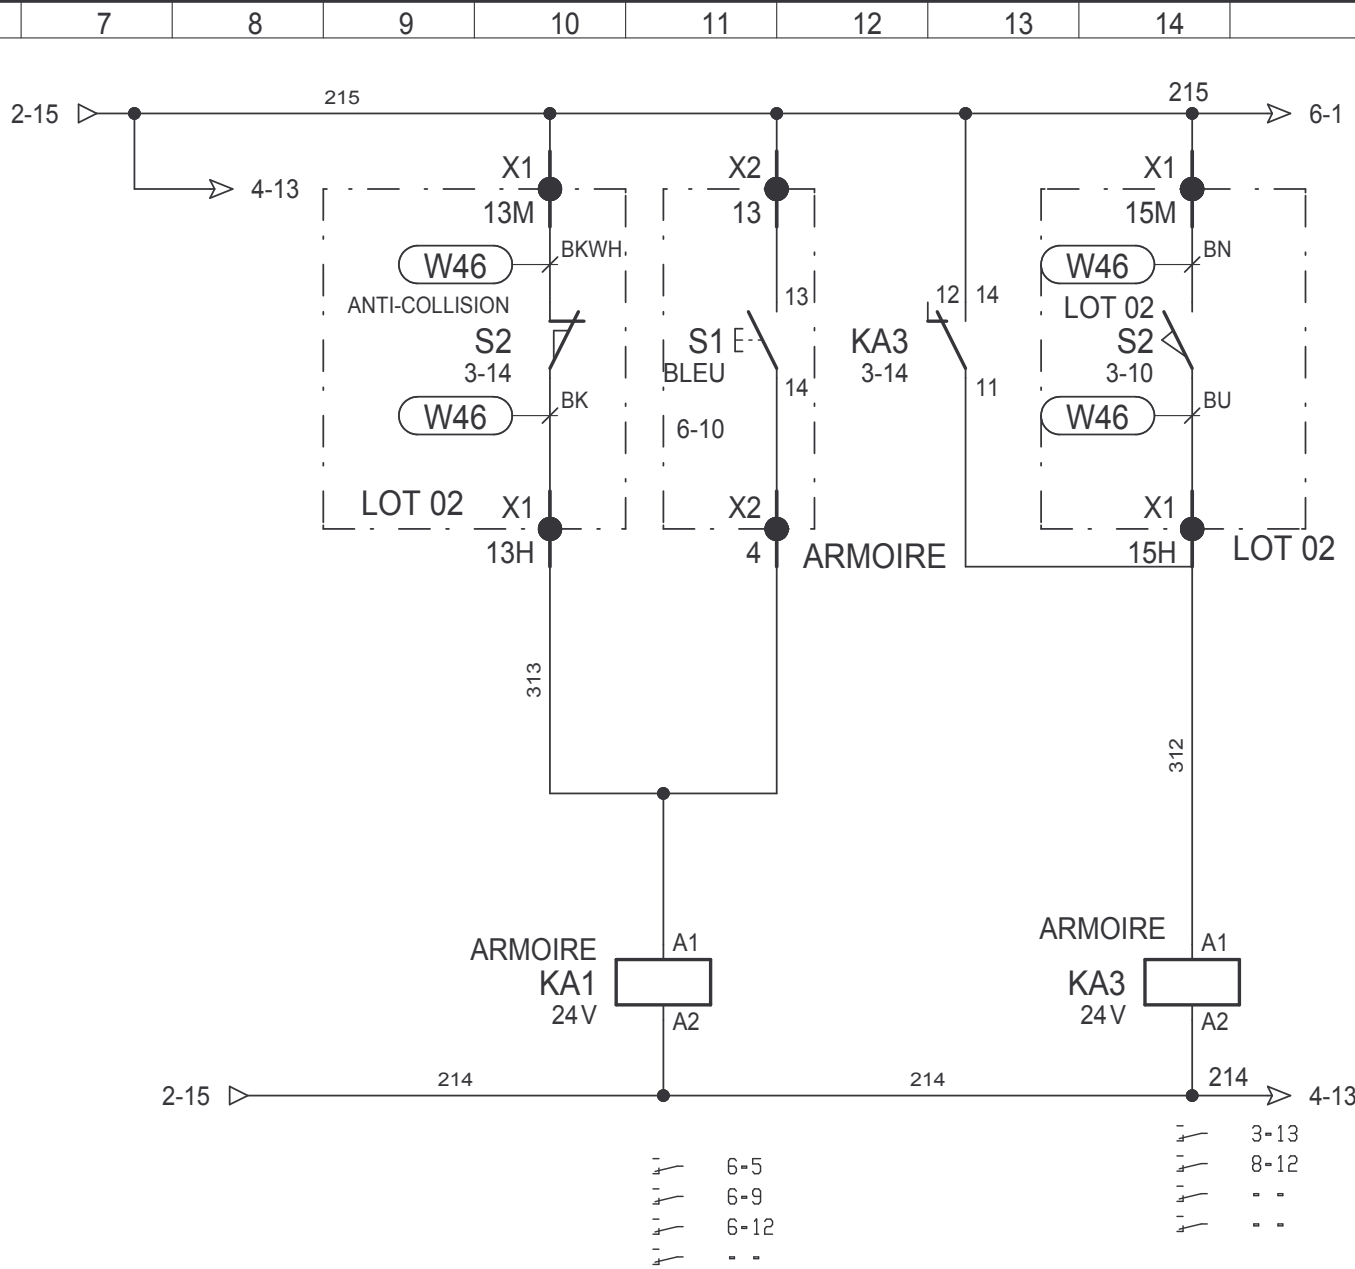 7 8 9 10 11 12 13 14
2-15 215 215 6-1
4-13
X1 X2 X1
13M 13 15M
W46 BKWH W46 BN
ANTI-COLLISION 13 12 14 LOT 02
S2 S1 KA3 S2
3-14 BLEU 3-14 3-10
14 11
W46 BK W46 BU
6-10
LOT 02 X1 X2 X1
13H 4 ARMOIRE 15H LOT 02
313
312
ARMOIRE A1 ARMOIRE A1
KA1 KA3
24V 24V
A2 A2
2-15 214 214 214 4-13
3-13
6-5 8-12
6-9 - -
6-12 - -
- -